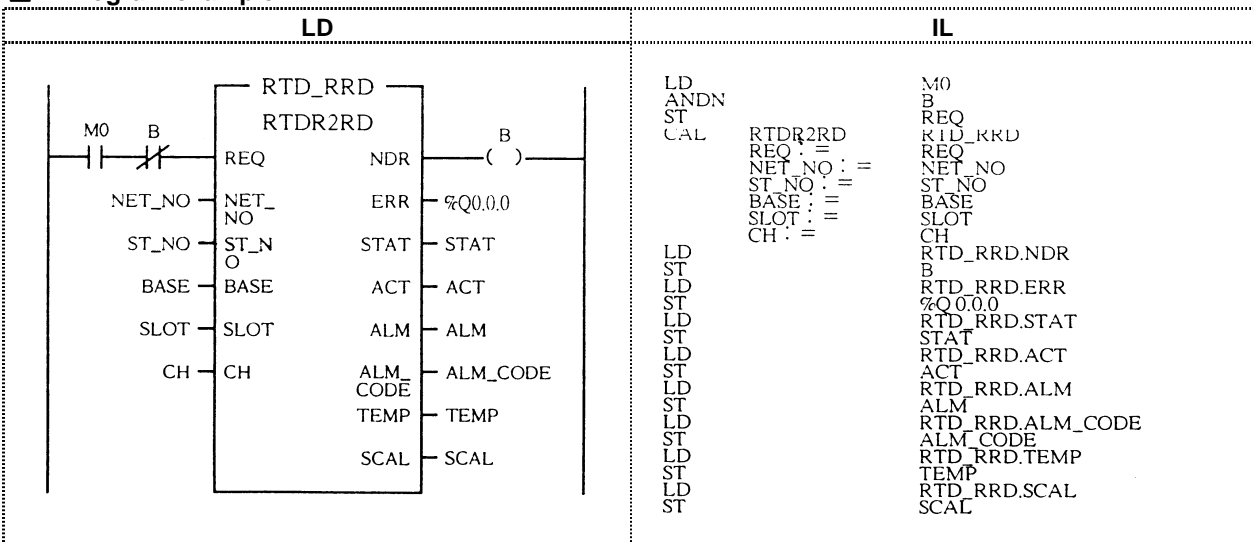 LD
IL
RTD_RRD
RTDR2RD
M0 B
REQ NDR
B
( )
NET_NO NET_
NO ERR %Q0.0.0
ST_NO ST_N
O STAT STAT
BASE BASE ACT ACT
SLOT SLOT ALM ALM
CH CH ALM_
CODE ALM_CODE
TEMP TEMP
SCAL SCAL
LD M0
ANDN B
ST REQ
CAL RTDR2RD RTD_RRD
REQ : = REQ
NET_NO : = NET_NO
ST_NO : = ST_NO
BASE : = BASE
SLOT : = SLOT
CH : = CH
LD RTD_RRD.NDR
ST B
LD RTD_RRD.ERR
ST %Q 0.0.0
LD RTD_RRD.STAT
ST STAT
LD RTD_RRD.ACT
ST ACT
LD RTD_RRD.ALM
ST ALM
LD RTD_RRD.ALM_CODE
ST ALM_CODE
LD RTD_RRD.TEMP
ST TEMP
LD RTD_RRD.SCAL
ST SCAL